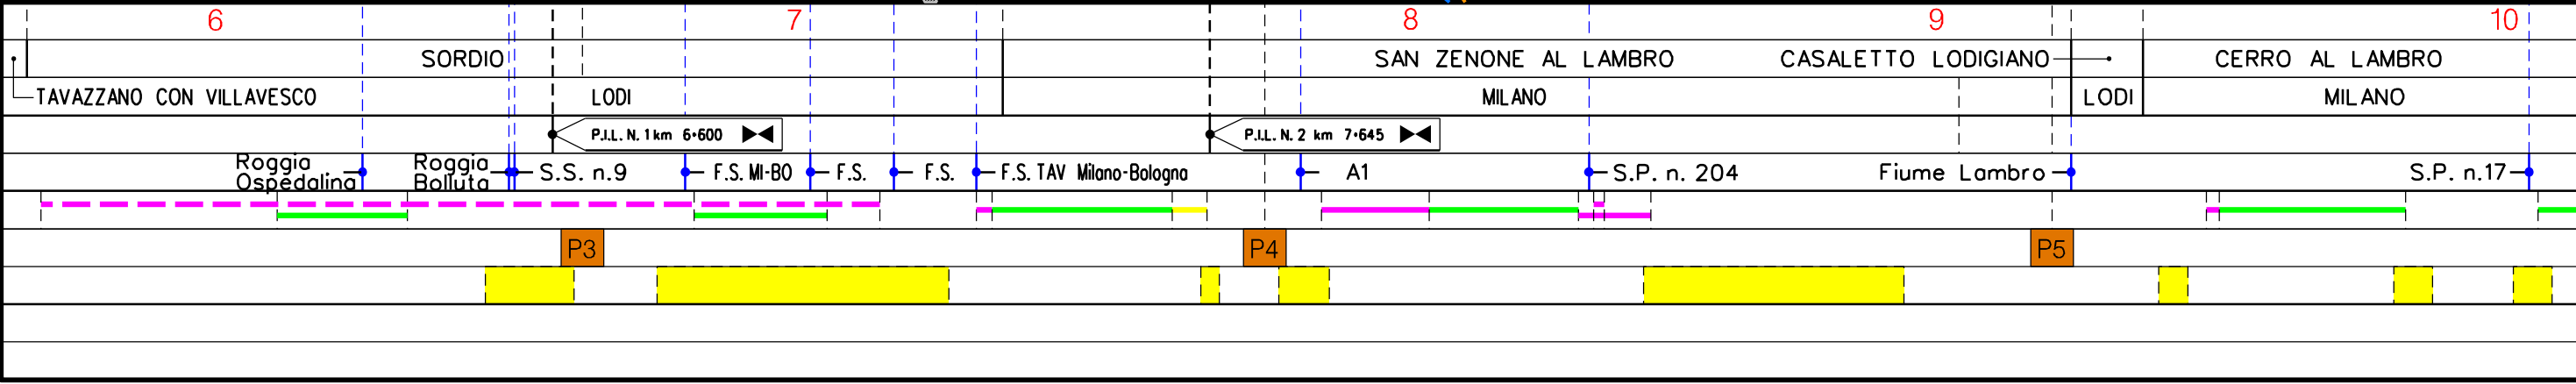 6 7 8 9 10
SORDIO SAN ZENONE AL LAMBRO CASALETTO LODIGIANO CERRO AL LAMBRO
TAVAZZANO CON VILLAVESCO LODI MILANO LODI MILANO
P.I.L. N. 1 km 6+600 P.I.L. N. 2 km 7+645
Roggia
Ospedalina
Roggia
Bolluta
S.S. n.9 F.S. MI-BO F.S. F.S. F.S. TAV Milano-Bologna A1 S.P. n. 204 Fiume Lambro S.P. n.17
P3 P4 P5